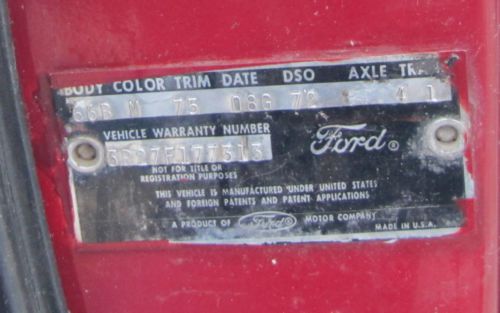 BODY COLOR TRIM DATE DSO AXLE TR
66B M 75 08G 72 4 1
VEHICLE WARRANTY NUMBER
177313
Ford®
NOT FOR TITLE OR
REGISTRATION PURPOSES
THIS VEHICLE IS MANUFACTURED UNDER UNITED STATES
AND FOREIGN PATENTS AND PATENT APPLICATIONS
A PRODUCT OF Ford® MOTOR COMPANY
MADE IN U.S.A.